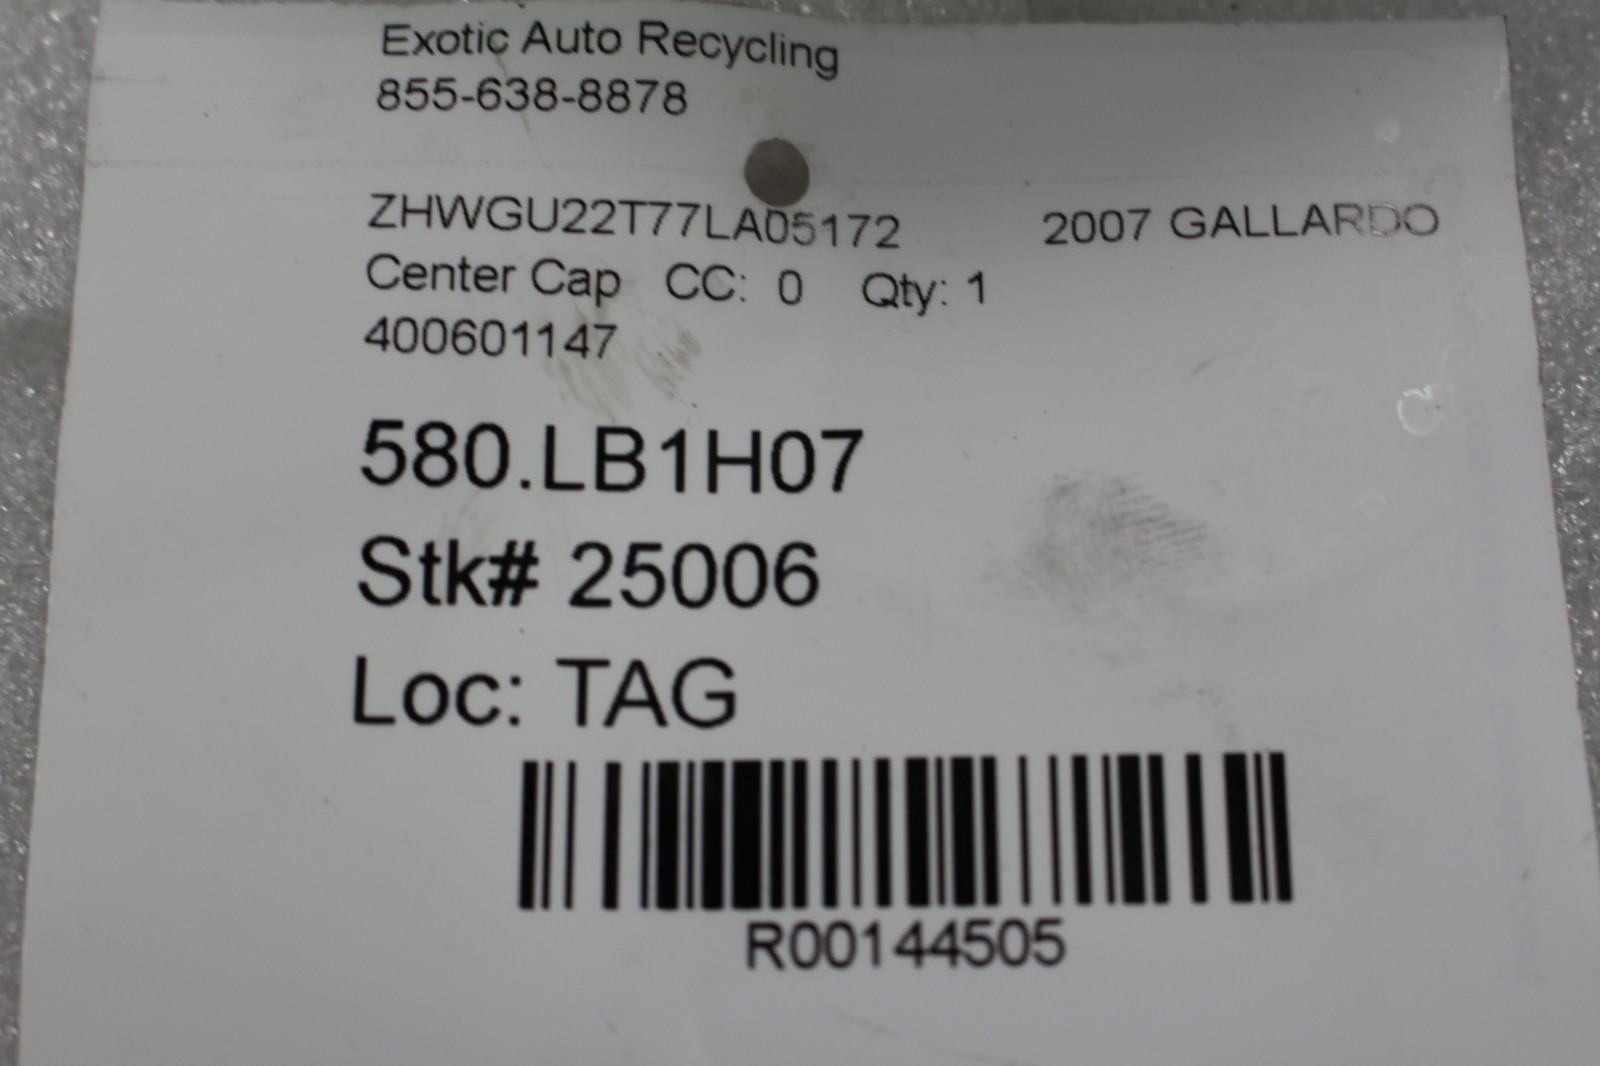 Exotic Auto Recycling
855-638-8878
ZHWGU22T77LA05172 2007 GALLARDO
Center Cap CC: 0 Qty: 1
400601147
580.LB1H07
Stk# 25006
Loc: TAG
R00144505